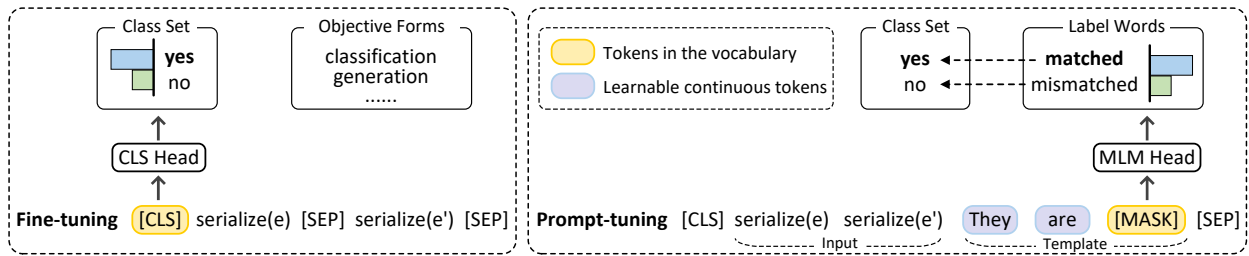 Class Set
yes
no
Objective Forms
classification
generation
......
CLS Head
Fine-tuning [CLS] serialize(e) [SEP] serialize(e') [SEP]
Tokens in the vocabulary
Learnable continuous tokens
Class Set
yes
no
Label Words
matched
mismatched
MLM Head
Prompt-tuning [CLS] serialize(e) serialize(e') They are [MASK] [SEP]
Input
Template